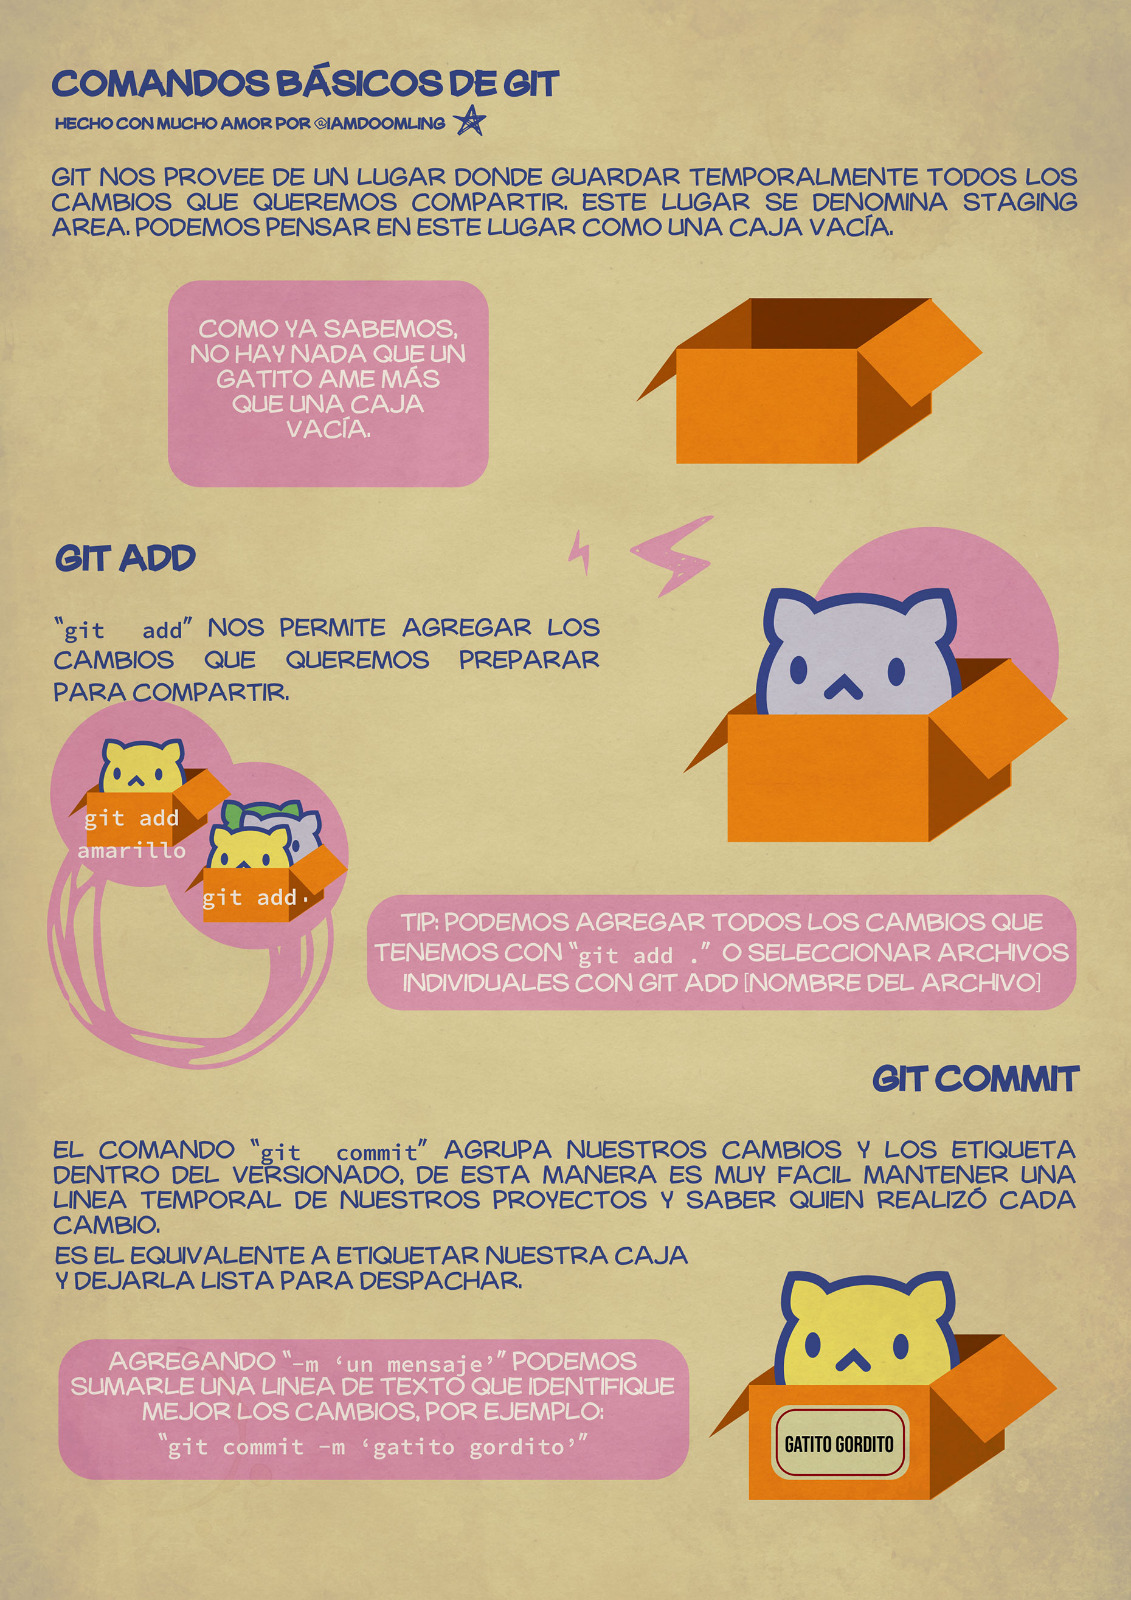 COMANDOS BÁSICOS DE GIT
HECHO CON MUCHO AMOR POR @IAMDOOMLING
GIT NOS PROVEE DE UN LUGAR DONDE GUARDAR TEMPORALMENTE TODOS LOS
CAMBIOS QUE QUEREMOS COMPARTIR. ESTE LUGAR SE DENOMINA STAGING
AREA. PODEMOS PENSAR EN ESTE LUGAR COMO UNA CAJA VACÍA.
COMO YA SABEMOS,
NO HAY NADA QUE UN
GATITO AME MÁS
QUE UNA CAJA
VACÍA.
GIT ADD
"git add" NOS PERMITE AGREGAR LOS
CAMBIOS QUE QUEREMOS PREPARAR
PARA COMPARTIR.
git add
amarillo
git add.
TIP: PODEMOS AGREGAR TODOS LOS CAMBIOS QUE
TENEMOS CON "git add ." O SELECCIONAR ARCHIVOS
INDIVIDUALES CON GIT ADD [NOMBRE DEL ARCHIVO]
GIT COMMIT
EL COMANDO "git commit" AGRUPA NUESTROS CAMBIOS Y LOS ETIQUETA
DENTRO DEL VERSIONADO, DE ESTA MANERA ES MUY FACIL MANTENER UNA
LINEA TEMPORAL DE NUESTROS PROYECTOS Y SABER QUIEN REALIZÓ CADA
CAMBIO.
ES EL EQUIVALENTE A ETIQUETAR NUESTRA CAJA
Y DEJARLA LISTA PARA DESPACHAR.
AGREGANDO "-m 'un mensaje'" PODEMOS
SUMARLE UNA LINEA DE TEXTO QUE IDENTIFIQUE
MEJOR LOS CAMBIOS, POR EJEMPLO:
"git commit -m 'gatito gordito'"
GATITO GORDITO